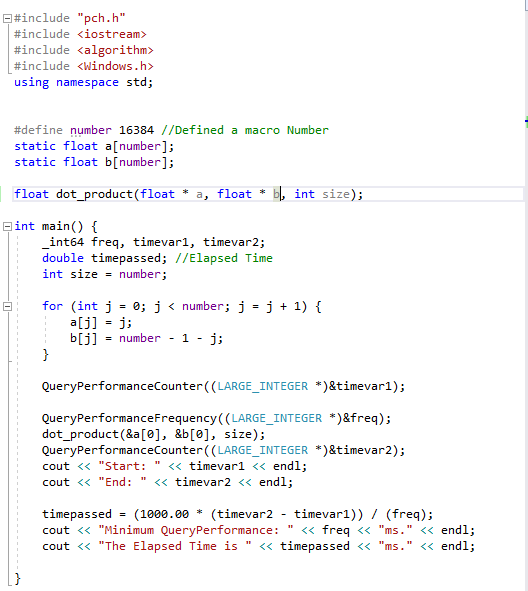 #include "pch.h"
#include <iostream>
#include <algorithm>
#include <Windows.h>
using namespace std;
#define number 16384 //Defined a macro Number
static float a[number];
static float b[number];
float dot_product(float * a, float * b, int size);
int main() {
_int64 freq, timevar1, timevar2;
double timepassed; //Elapsed Time
int size = number;
for (int j = 0; j < number; j = j + 1) {
a[j] = j;
b[j] = number - 1 - j;
}
QueryPerformanceCounter((LARGE_INTEGER *)&timevar1);
QueryPerformanceFrequency((LARGE_INTEGER *)&freq);
dot_product(&a[0], &b[0], size);
QueryPerformanceCounter((LARGE_INTEGER *)&timevar2);
cout << "Start: " << timevar1 << endl;
cout << "End: " << timevar2 << endl;
timepassed = (1000.00 * (timevar2 - timevar1)) / (freq);
cout << "Minimum QueryPerformance: " << freq << "ms." << endl;
cout << "The Elapsed Time is " << timepassed << "ms." << endl;
}